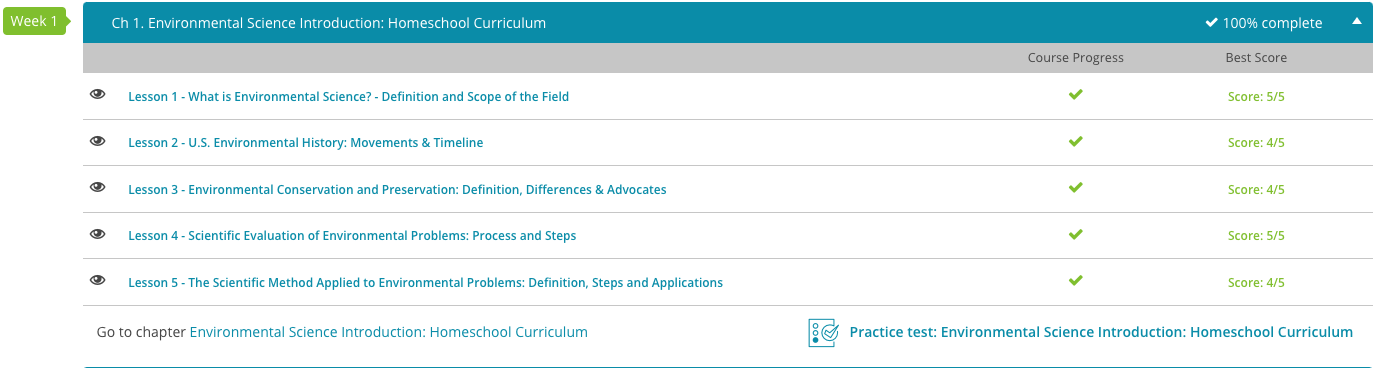 Week 1
Ch 1. Environmental Science Introduction: Homeschool Curriculum 100% complete
Course Progress Best Score
Lesson 1 - What is Environmental Science? - Definition and Scope of the Field Score: 5/5
Lesson 2 - U.S. Environmental History: Movements & Timeline Score: 4/5
Lesson 3 - Environmental Conservation and Preservation: Definition, Differences & Advocates Score: 4/5
Lesson 4 - Scientific Evaluation of Environmental Problems: Process and Steps Score: 5/5
Lesson 5 - The Scientific Method Applied to Environmental Problems: Definition, Steps and Applications Score: 4/5
Go to chapter Environmental Science Introduction: Homeschool Curriculum Practice test: Environmental Science Introduction: Homeschool Curriculum